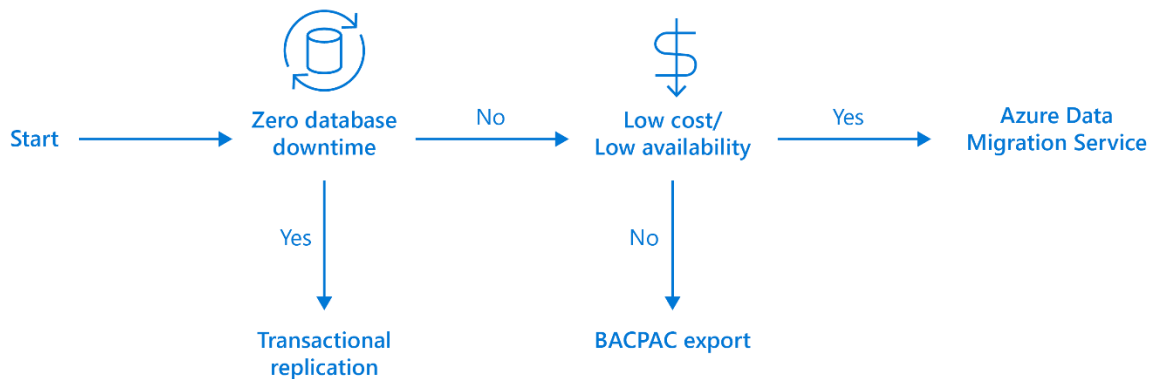 Start
Zero database
downtime
No
Low cost/
Low availability
Yes
Azure Data
Migration Service
Yes
No
Transactional
replication
BACPAC export